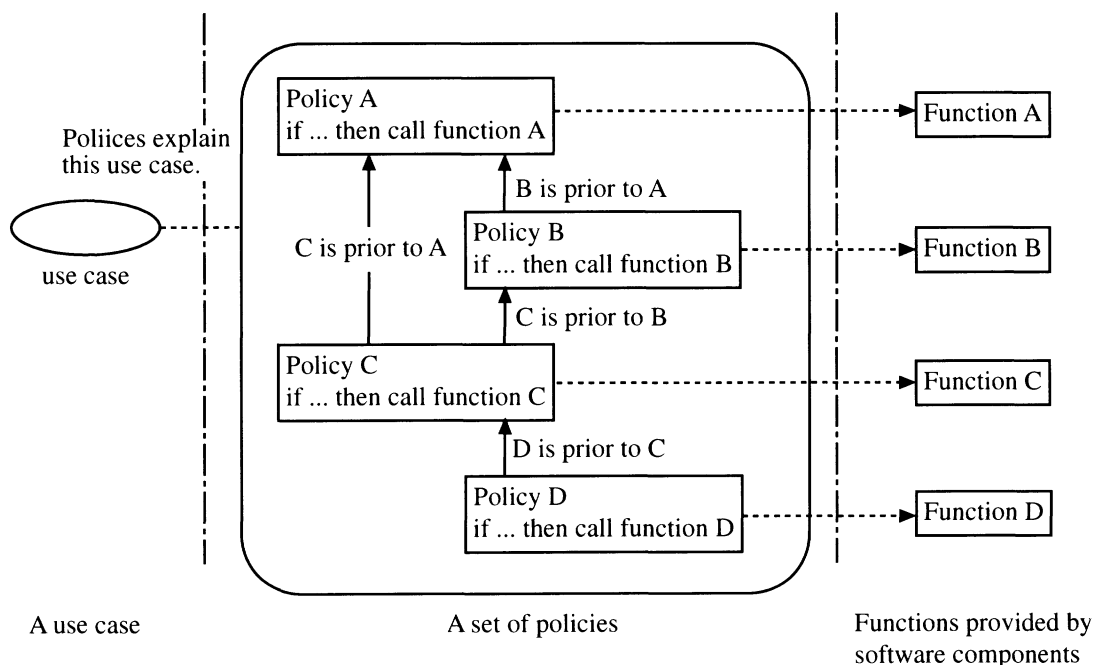 Policy A
if ... then call function A
Function A
Poliices explain
this use case.
B is prior to A
C is prior to A
Policy B
if ... then call function B
Function B
use case
C is prior to B
Policy C
if ... then call function C
Function C
D is prior to C
Policy D
if ... then call function D
Function D
A use case
A set of policies
Functions provided by
software components